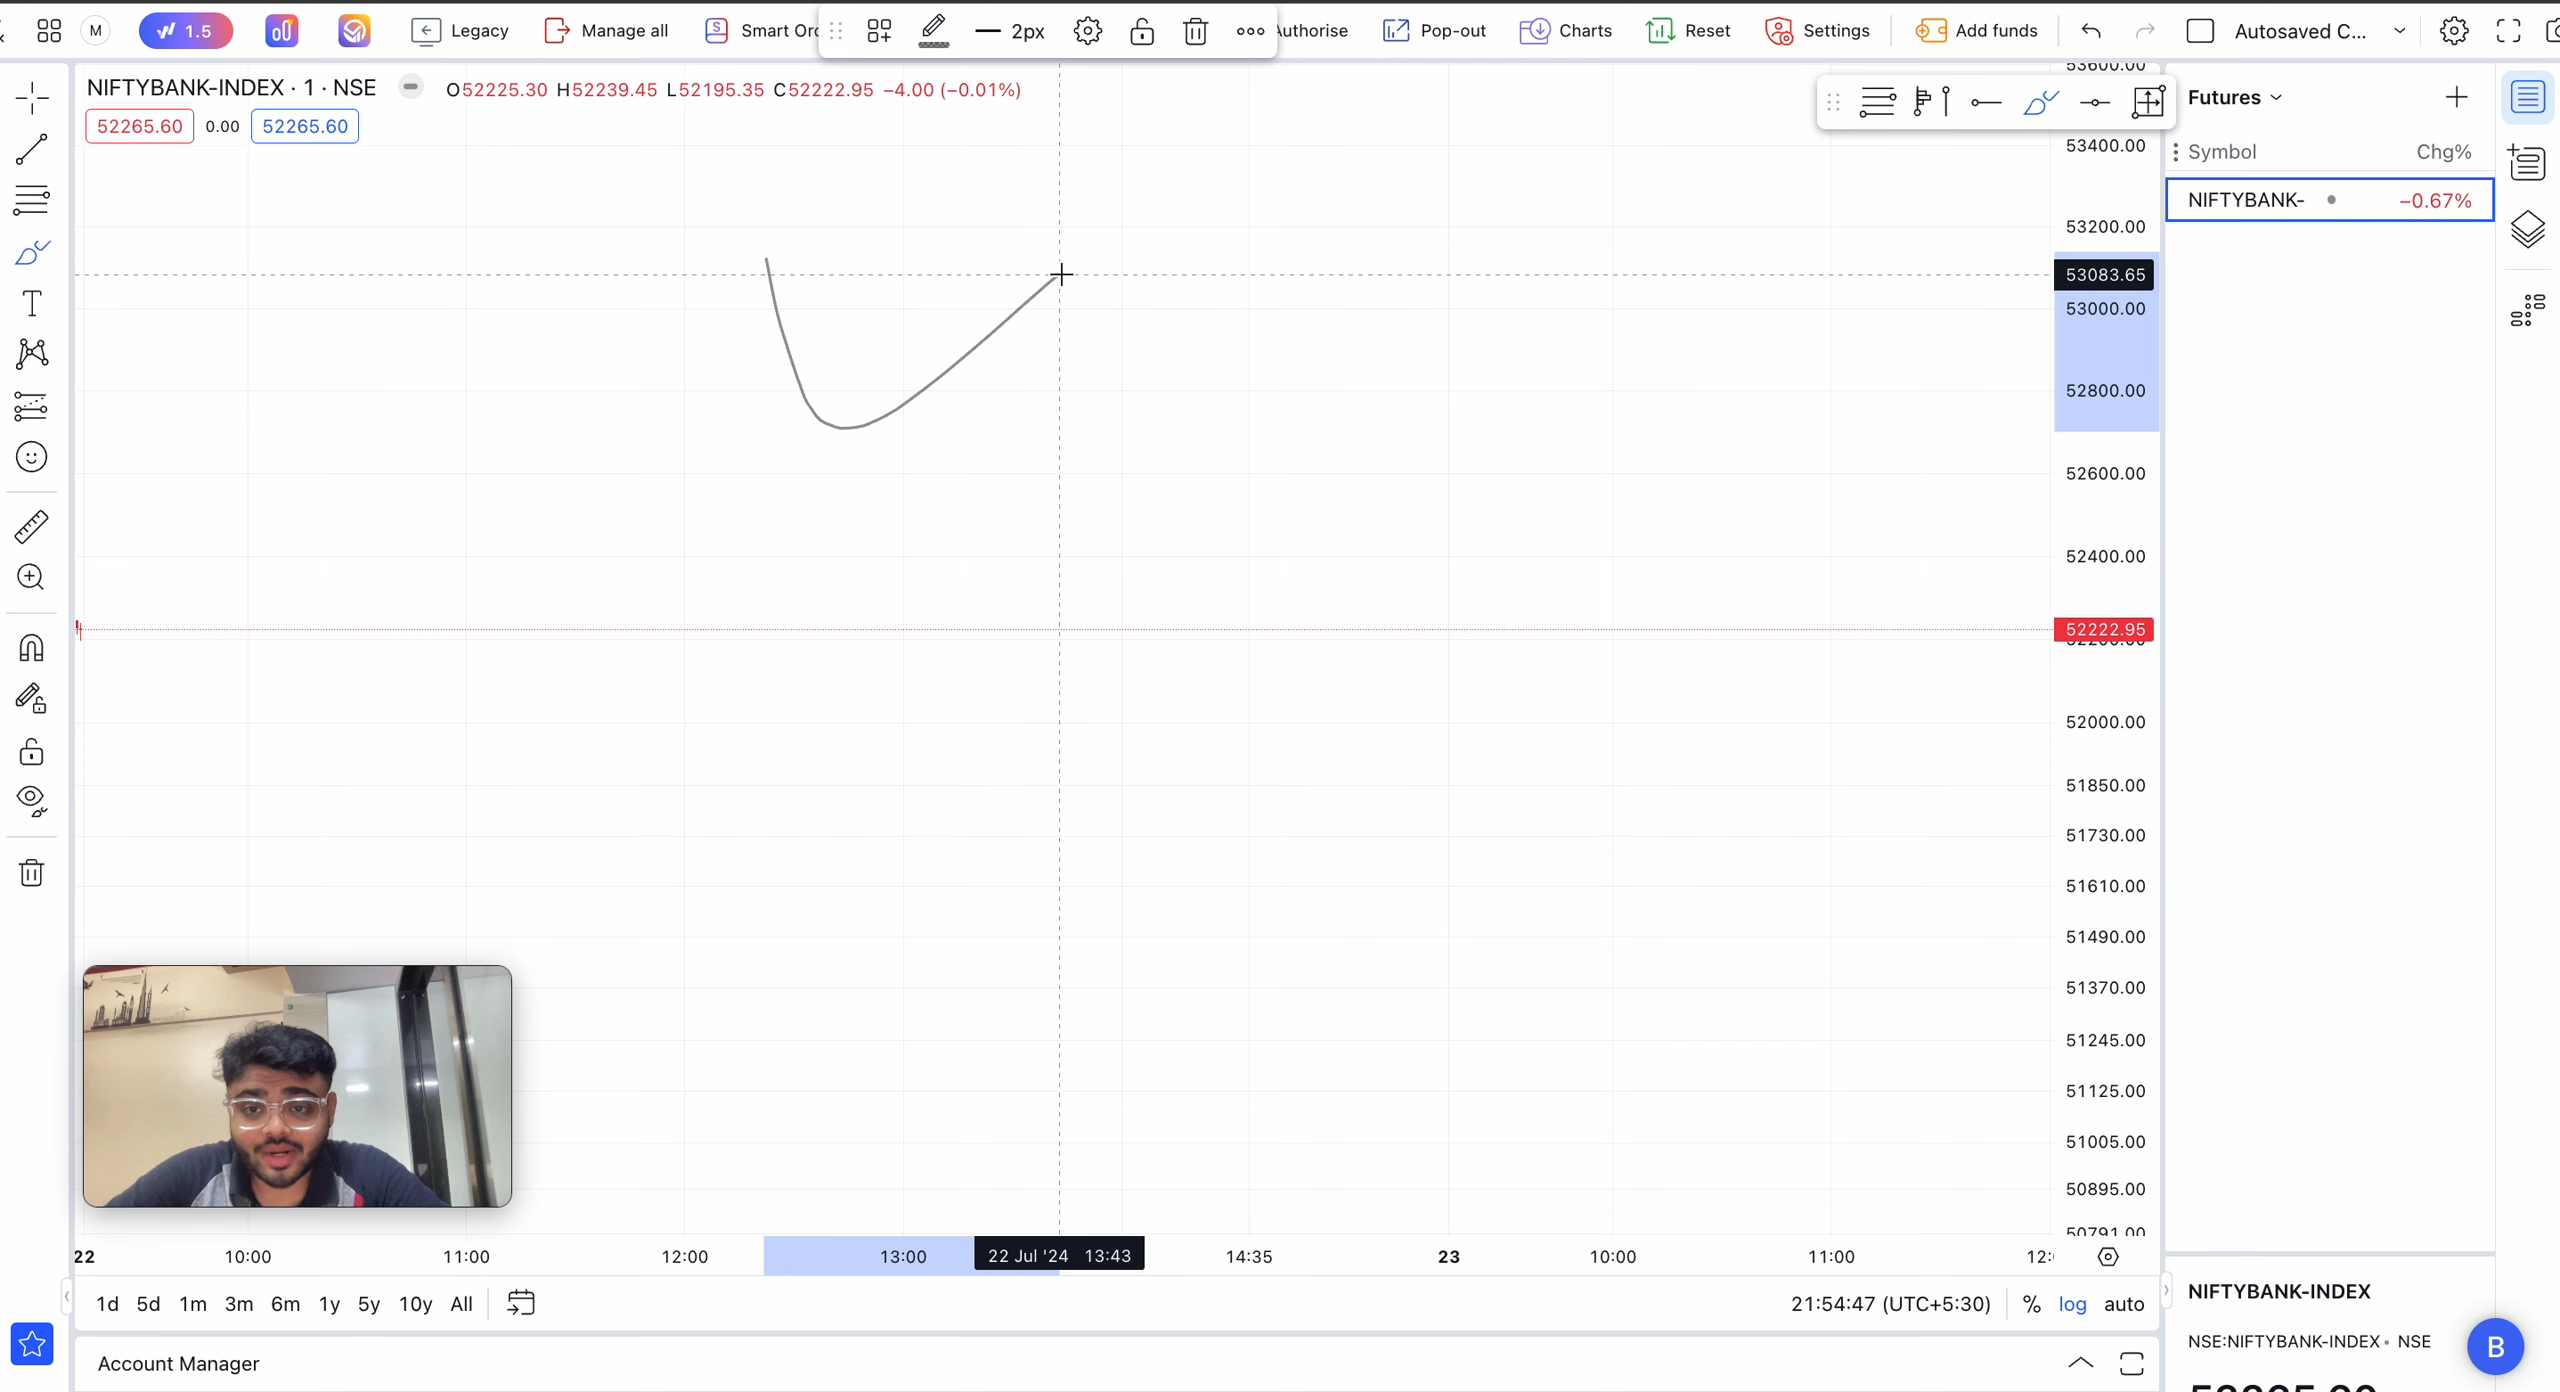 M
1.5
Legacy
Manage all
Smart Orc
2px
Authorise
Pop-out
Charts
Reset
Settings
Add funds
Autosaved C...
NIFTYBANK-INDEX · 1 · NSE
O52225.30 H52239.45 L52195.35 C52222.95 −4.00 (−0.01%)
52265.60 0.00 52265.60
53600.00
53400.00
53200.00
53083.65
53000.00
52800.00
52600.00
52400.00
52222.95
52200.00
52000.00
51850.00
51730.00
51610.00
51490.00
51370.00
51245.00
51125.00
51005.00
50895.00
50791.00
Futures
Symbol Chg%
NIFTYBANK- −0.67%
22 10:00 11:00 12:00 13:00 22 Jul '24 13:43 14:35 23 10:00 11:00 12:
1d 5d 1m 3m 6m 1y 5y 10y All
21:54:47 (UTC+5:30) % log auto
Account Manager
NIFTYBANK-INDEX
NSE:NIFTYBANK-INDEX • NSE
B